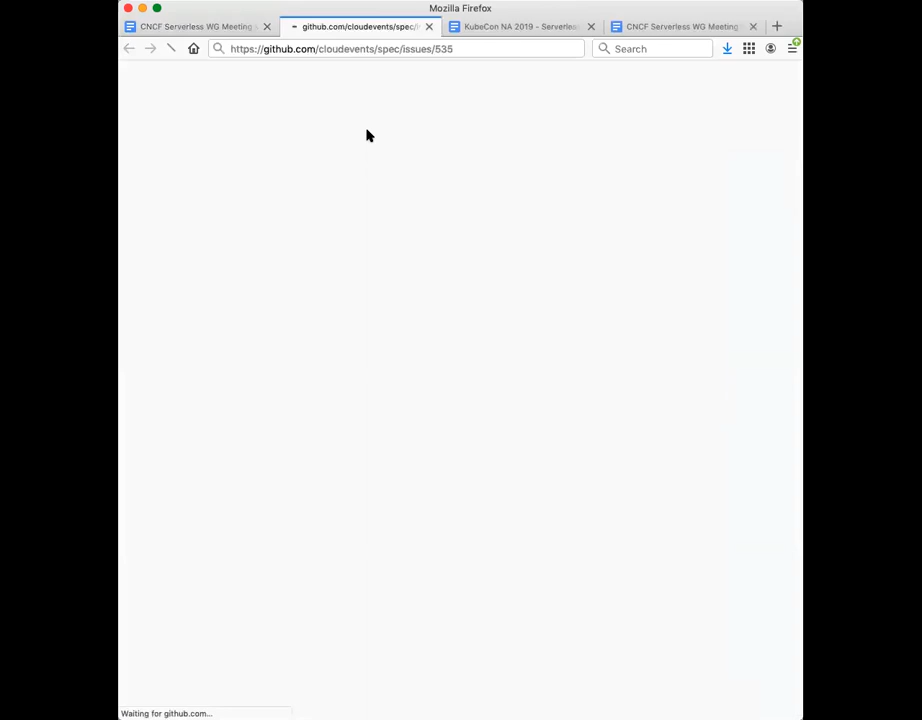 Mozilla Firefox
CNCF Serverless WG Meeting
github.com/cloudevents/spec/
KubeCon NA 2019 - Serverless
CNCF Serverless WG Meeting
https://github.com/cloudevents/spec/issues/535
Search
Waiting for github.com...